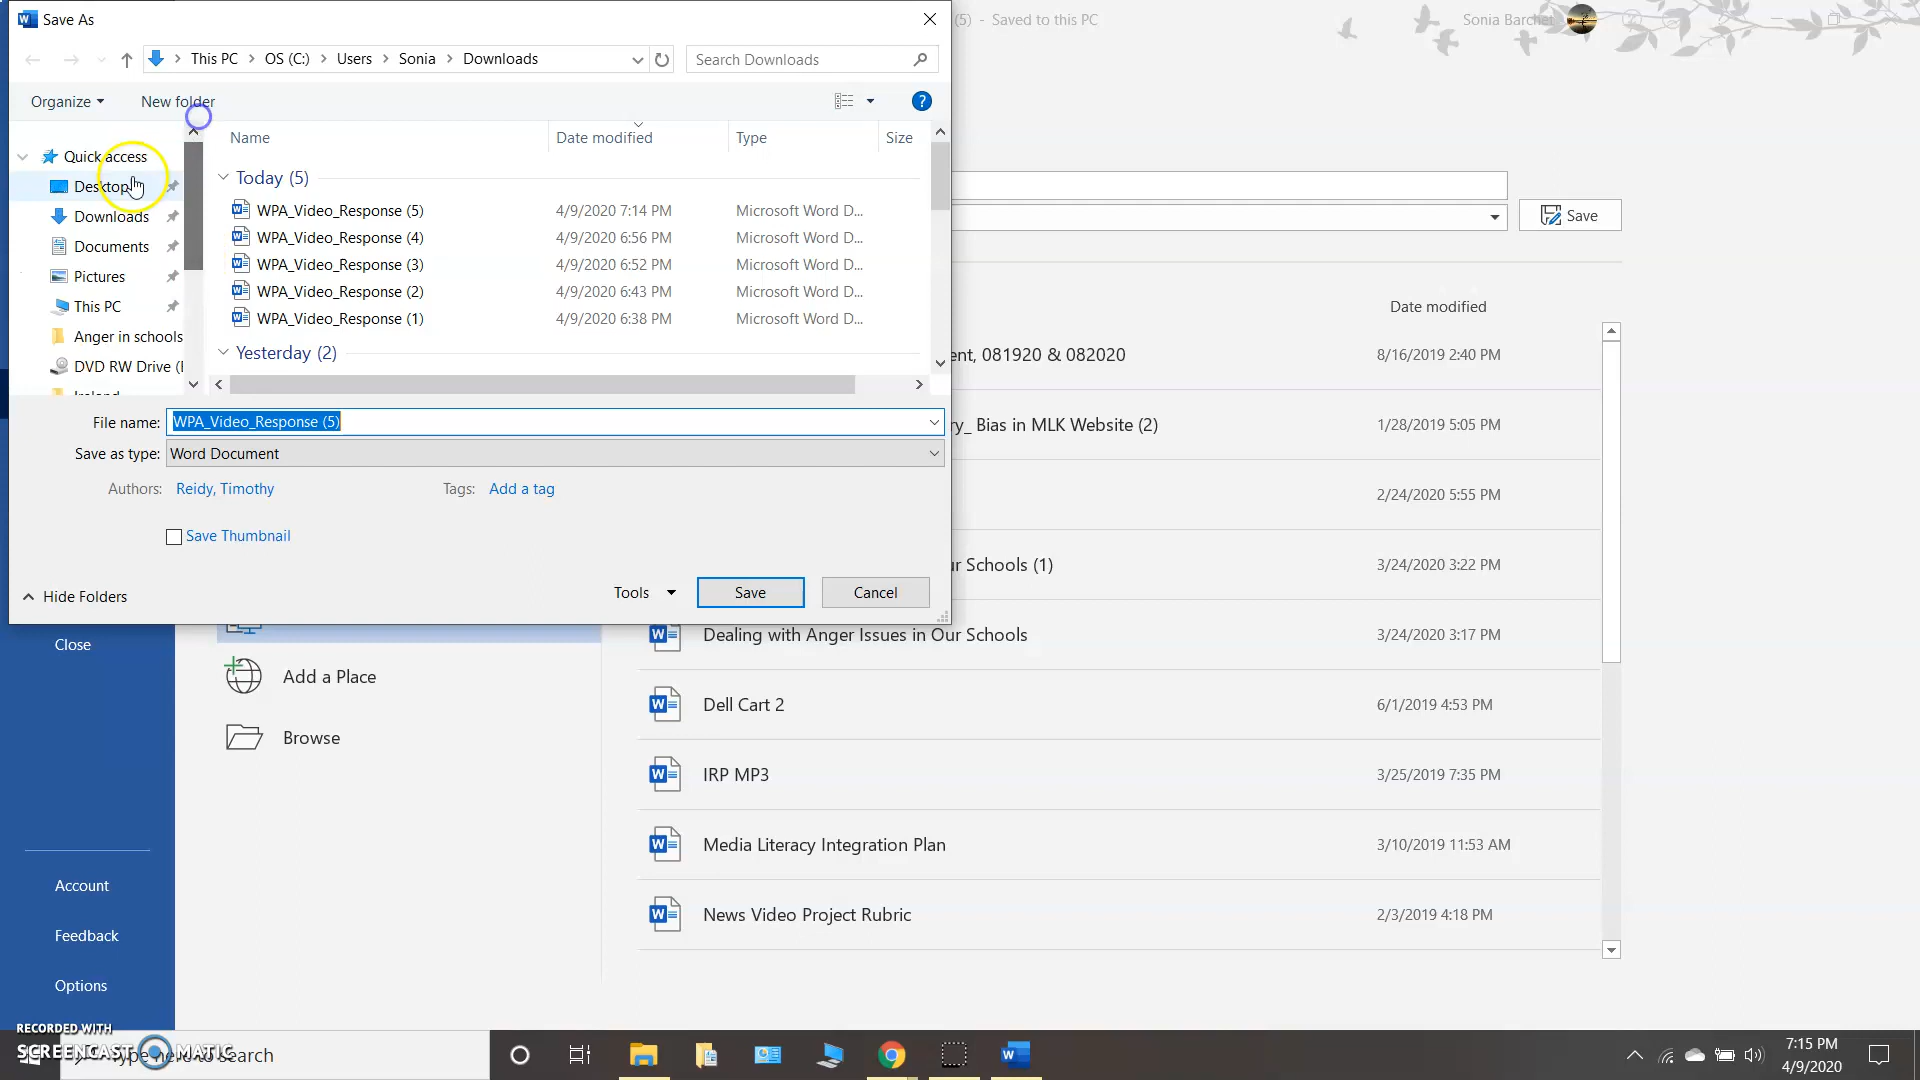 Save As
(5) - Saved to this PC
Sonia Barchet
This PC > OS (C:) > Users > Sonia > Downloads
Search Downloads
Organize
New folder
Name
Date modified
Type
Size
Quick access
Desktop
Downloads
Documents
Pictures
This PC
Anger in schools
DVD RW Drive (
Today (5)
WPA_Video_Response (5) 4/9/2020 7:14 PM Microsoft Word D...
WPA_Video_Response (4) 4/9/2020 6:56 PM Microsoft Word D...
WPA_Video_Response (3) 4/9/2020 6:52 PM Microsoft Word D...
WPA_Video_Response (2) 4/9/2020 6:43 PM Microsoft Word D...
WPA_Video_Response (1) 4/9/2020 6:38 PM Microsoft Word D...
Yesterday (2)
File name: WPA_Video_Response (5)
Save as type: Word Document
Authors: Reidy, Timothy
Tags: Add a tag
Save Thumbnail
Hide Folders
Tools
Save
Cancel
Save
Date modified
ent, 081920 & 082020 8/16/2019 2:40 PM
ry_ Bias in MLK Website (2) 1/28/2019 5:05 PM
2/24/2020 5:55 PM
ur Schools (1) 3/24/2020 3:22 PM
Dealing with Anger Issues in Our Schools 3/24/2020 3:17 PM
Dell Cart 2 6/1/2019 4:53 PM
IRP MP3 3/25/2019 7:35 PM
Media Literacy Integration Plan 3/10/2019 11:53 AM
News Video Project Rubric 2/3/2019 4:18 PM
Add a Place
Browse
Close
Account
Feedback
Options
RECORDED WITH
SCREENCAST MATIC
Type here to search
7:15 PM
4/9/2020